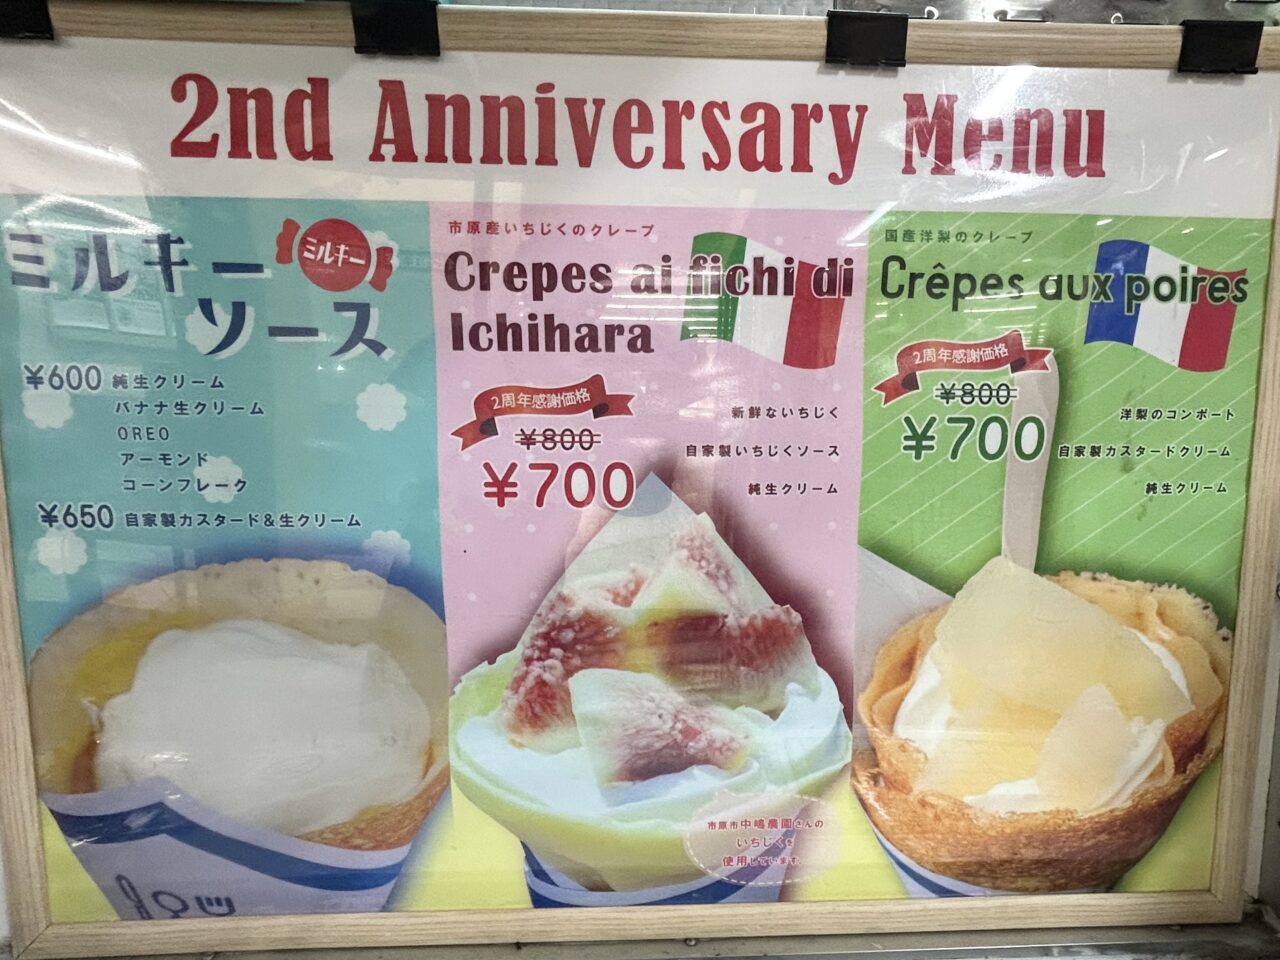 2nd Anniversary Menu
ミルキー
ソース
ミルキー
¥600 純生クリーム
バナナ生クリーム
OREO
アーモンド
コーンフレーク
¥650 自家製カスタード&生クリーム
市原産いちじくのクレープ
Crepes ai fichi di
Ichihara
2周年感謝価格
¥800
¥700
新鮮ないちじく
自家製いちじくソース
純生クリーム
市原市中嶋農園さんの
いちじくを
使用しています
国産洋梨のクレープ
Crêpes aux poires
2周年感謝価格
¥800
¥700
洋梨のコンポート
自家製カスタードクリーム
純生クリーム